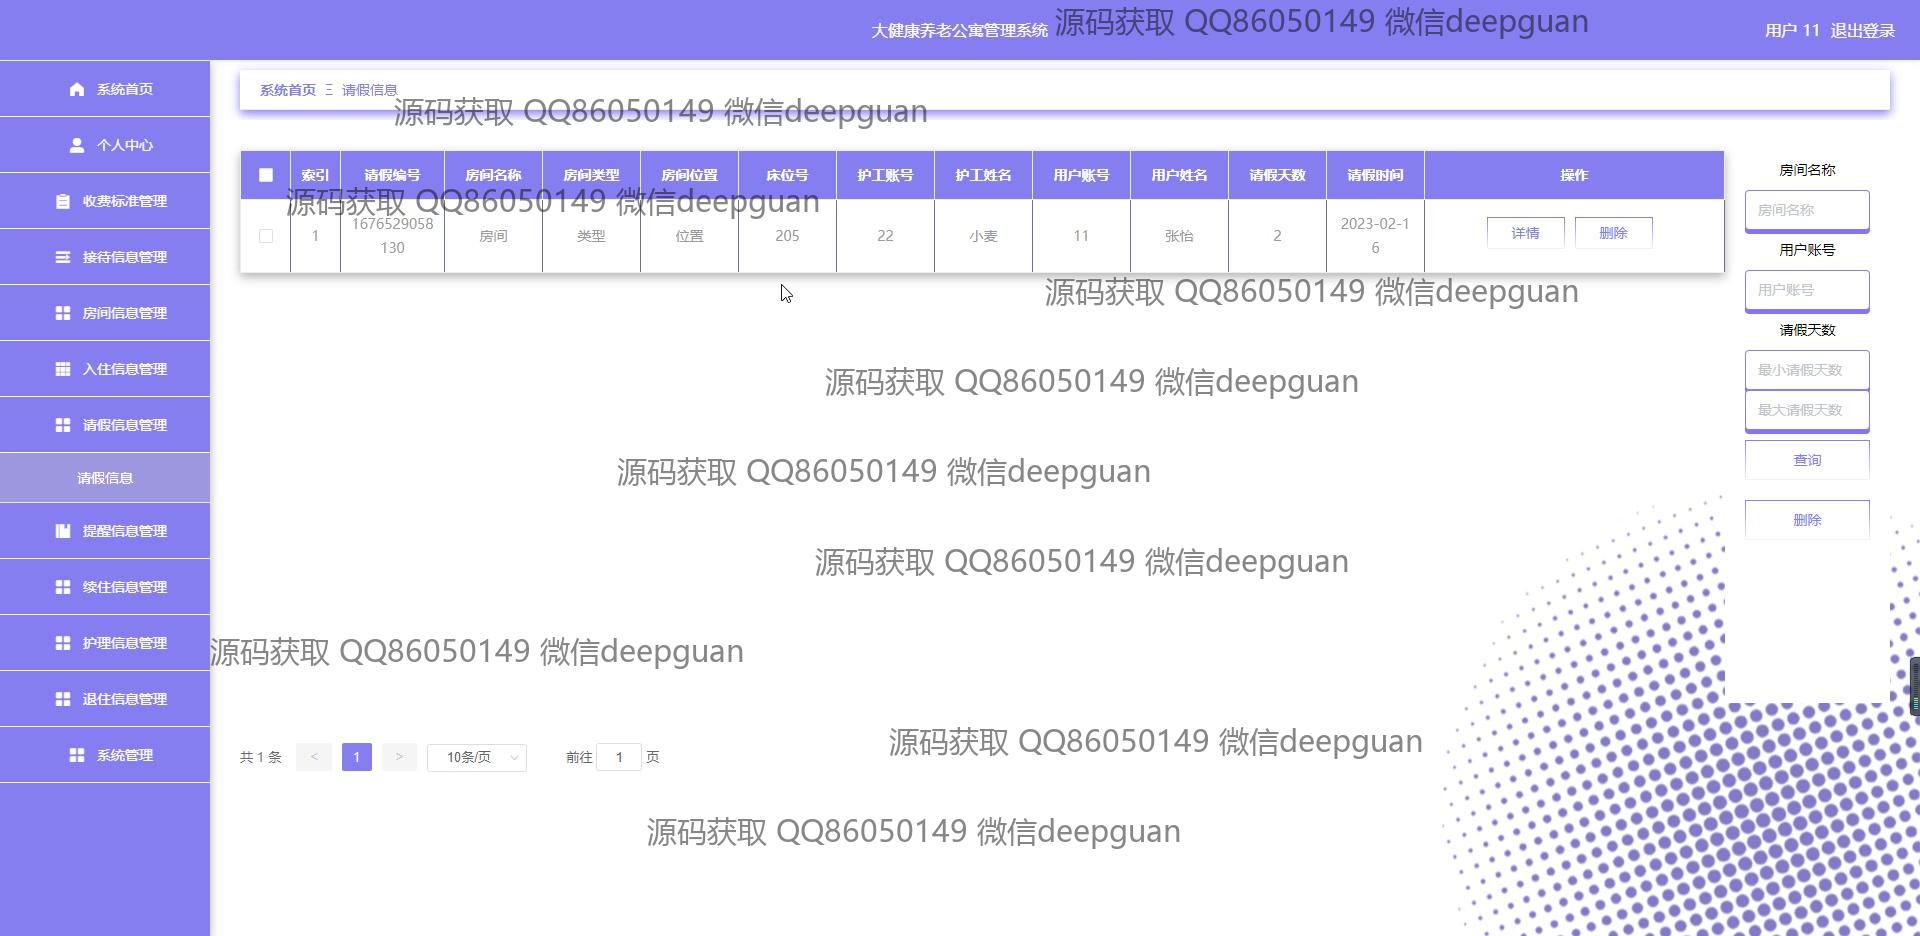 大健康养老公寓管理系统
源码获取 QQ86050149 微信deepguan
用户 11 退出登录
系统首页
个人中心
收费标准管理
接待信息管理
房间信息管理
入住信息管理
请假信息管理
请假信息
提醒信息管理
续住信息管理
护理信息管理
退住信息管理
系统管理
系统首页 Ξ 请假信息
源码获取 QQ86050149 微信deepguan
索引 请假编号 房间名称 房间类型 房间位置 床位号 护工账号 护工姓名 用户账号 用户姓名 请假天数 请假时间 操作
源码获取 QQ86050149 微信deepguan
1 1676529058130 房间 类型 位置 205 22 小麦 11 张怡 2 2023-02-16 详情 删除
源码获取 QQ86050149 微信deepguan
源码获取 QQ86050149 微信deepguan
源码获取 QQ86050149 微信deepguan
源码获取 QQ86050149 微信deepguan
源码获取 QQ86050149 微信deepguan
源码获取 QQ86050149 微信deepguan
共 1 条 < 1 > 10条/页 前往 1 页
源码获取 QQ86050149 微信deepguan
房间名称
房间名称
用户账号
用户账号
请假天数
最小请假天数
最大请假天数
查询
删除